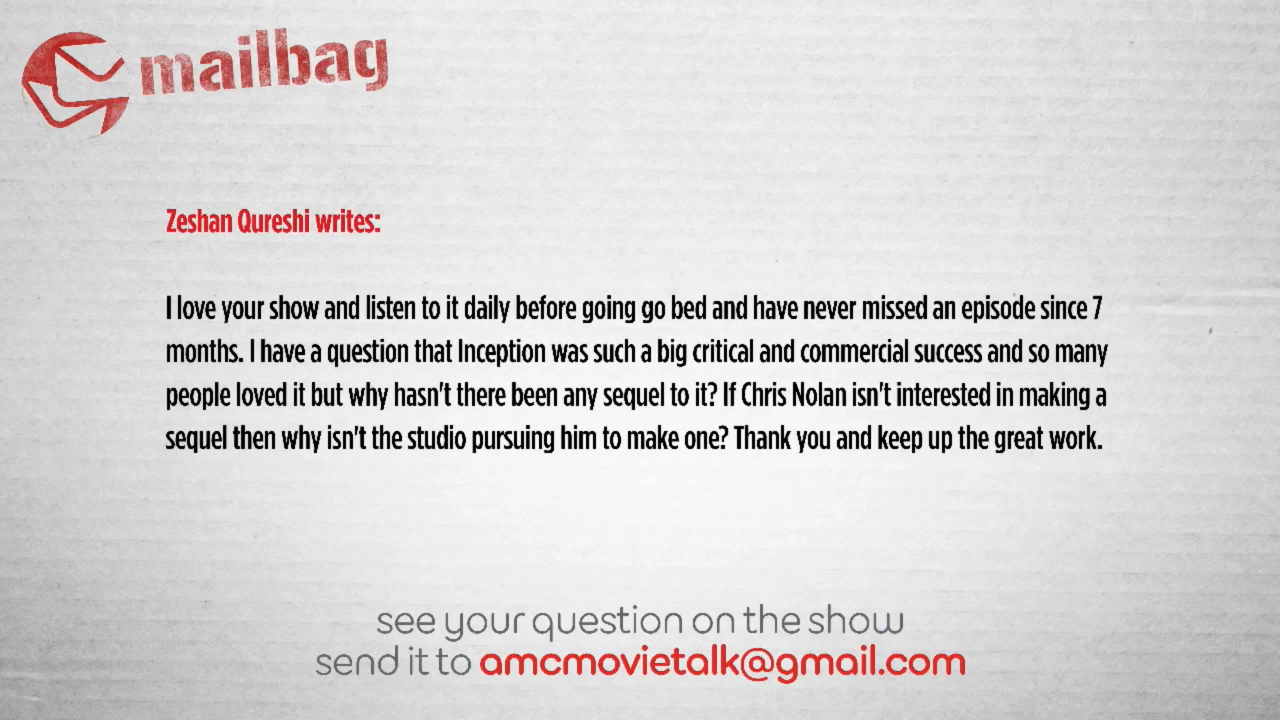 mailbag
Zeshan Qureshi writes:
I love your show and listen to it daily before going go bed and have never missed an episode since 7
months. I have a question that Inception was such a big critical and commercial success and so many
people loved it but why hasn't there been any sequel to it? If Chris Nolan isn't interested in making a
sequel then why isn't the studio pursuing him to make one? Thank you and keep up the great work.
see your question on the show
send it to amcmovietalk@gmail.com